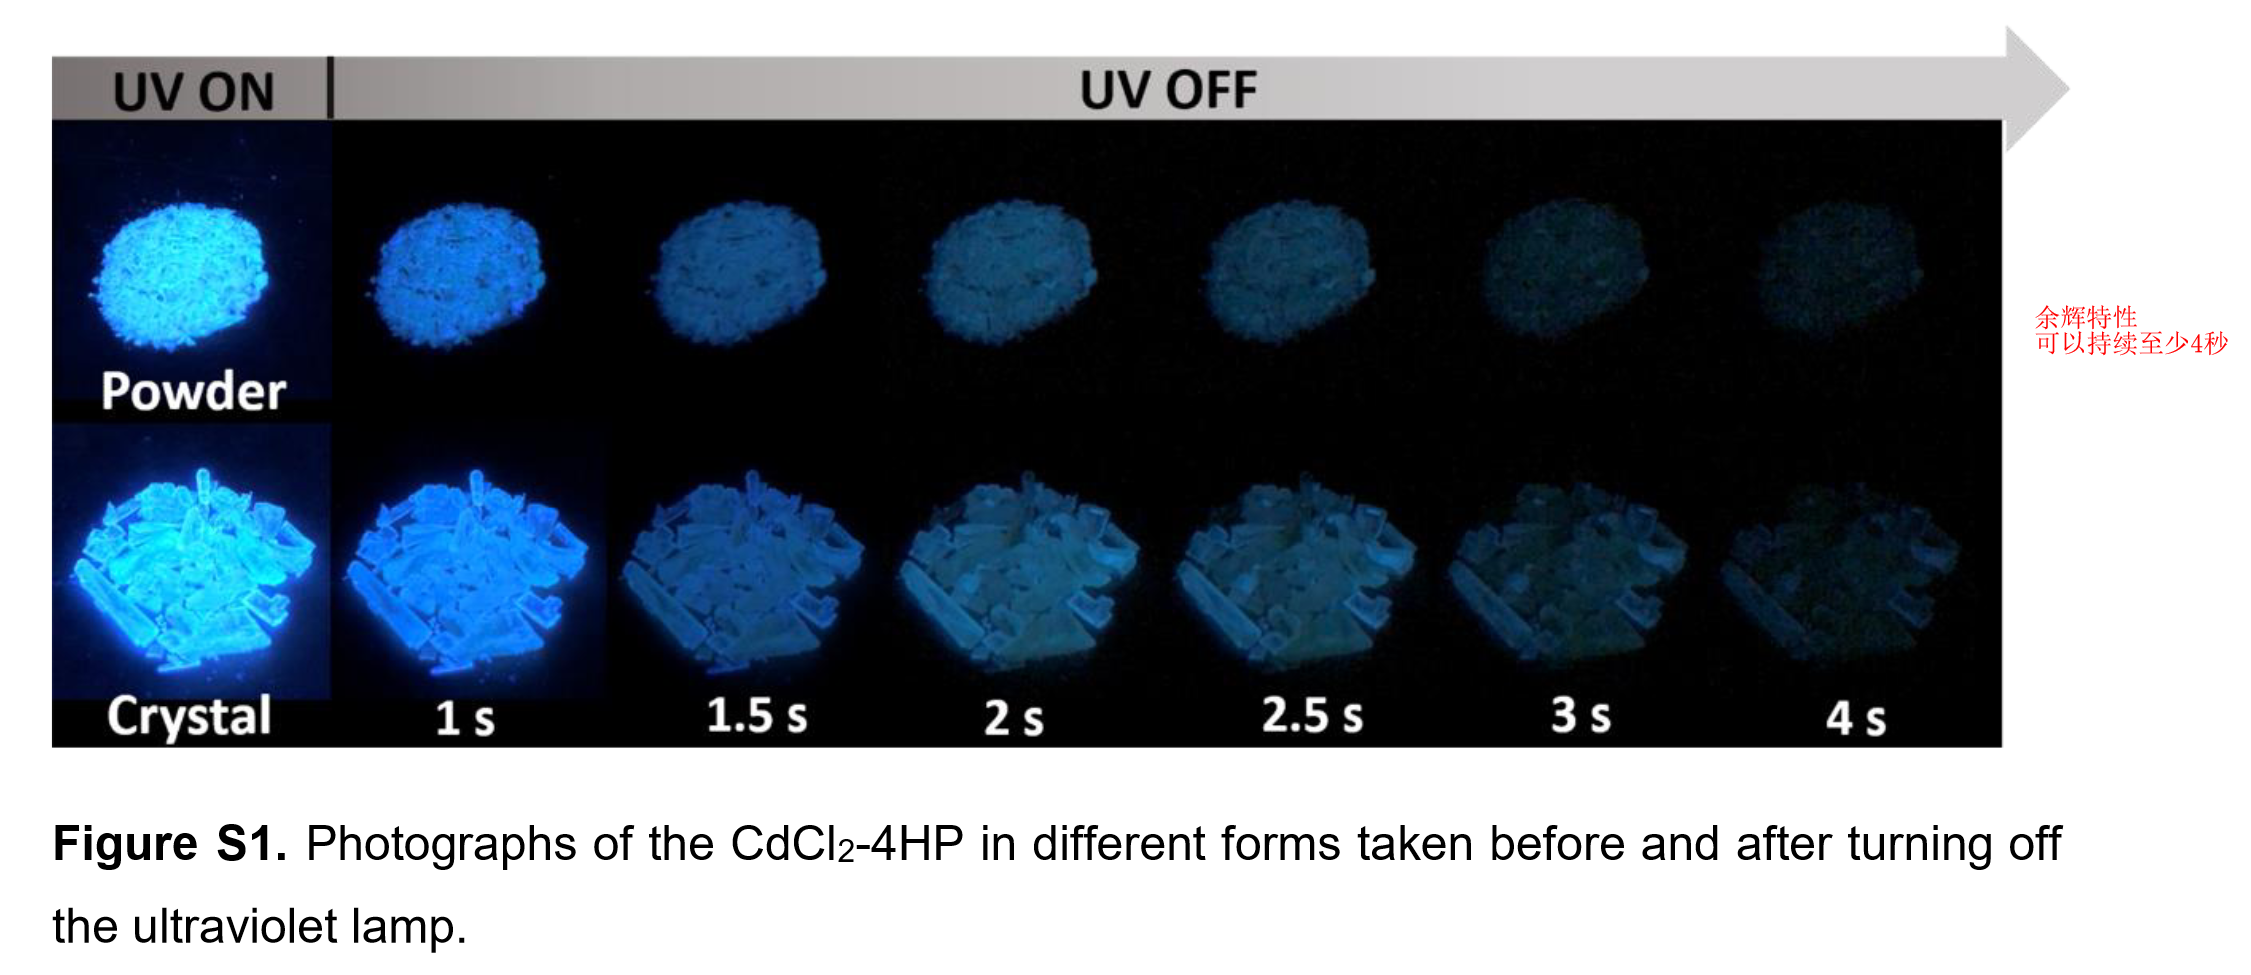 UV ON
UV OFF
Powder
余辉特性
可以持续至少4秒
Crystal
1 s
1.5 s
2 s
2.5 s
3 s
4 s
Figure S1. Photographs of the CdCl₂-4HP in different forms taken before and after turning off
the ultraviolet lamp.